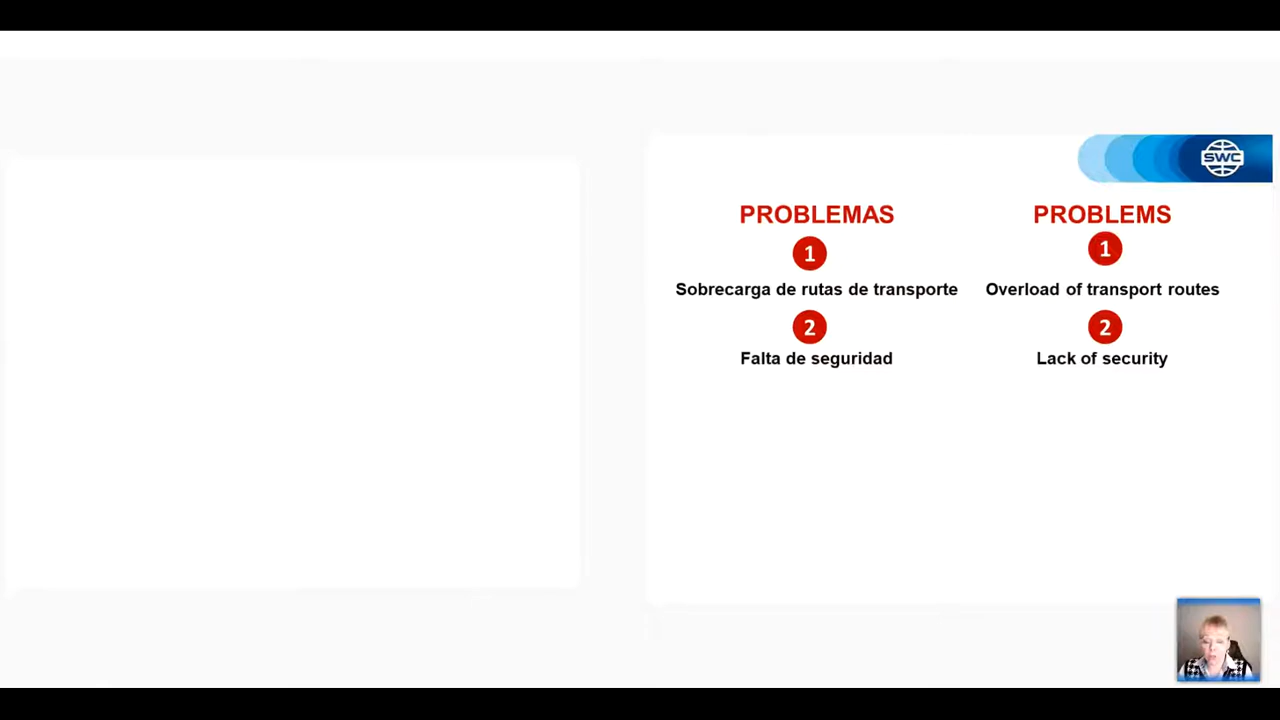 SWC
PROBLEMAS
1
Sobrecarga de rutas de transporte
2
Falta de seguridad
PROBLEMS
1
Overload of transport routes
2
Lack of security